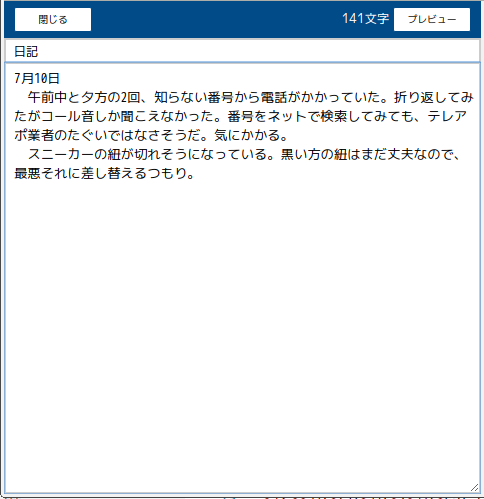 閉じる
141文字
プレビュー
日記
7月10日
　午前中と夕方の2回、知らない番号から電話がかかっていた。折り返してみ
たがコール音しか聞こえなかった。番号をネットで検索してみても、テレア
ポ業者のたぐいではなさそうだ。気にかかる。
　スニーカーの紐が切れそうになっている。黒い方の紐はまだ丈夫なので、
最悪それに差し替えるつもり。